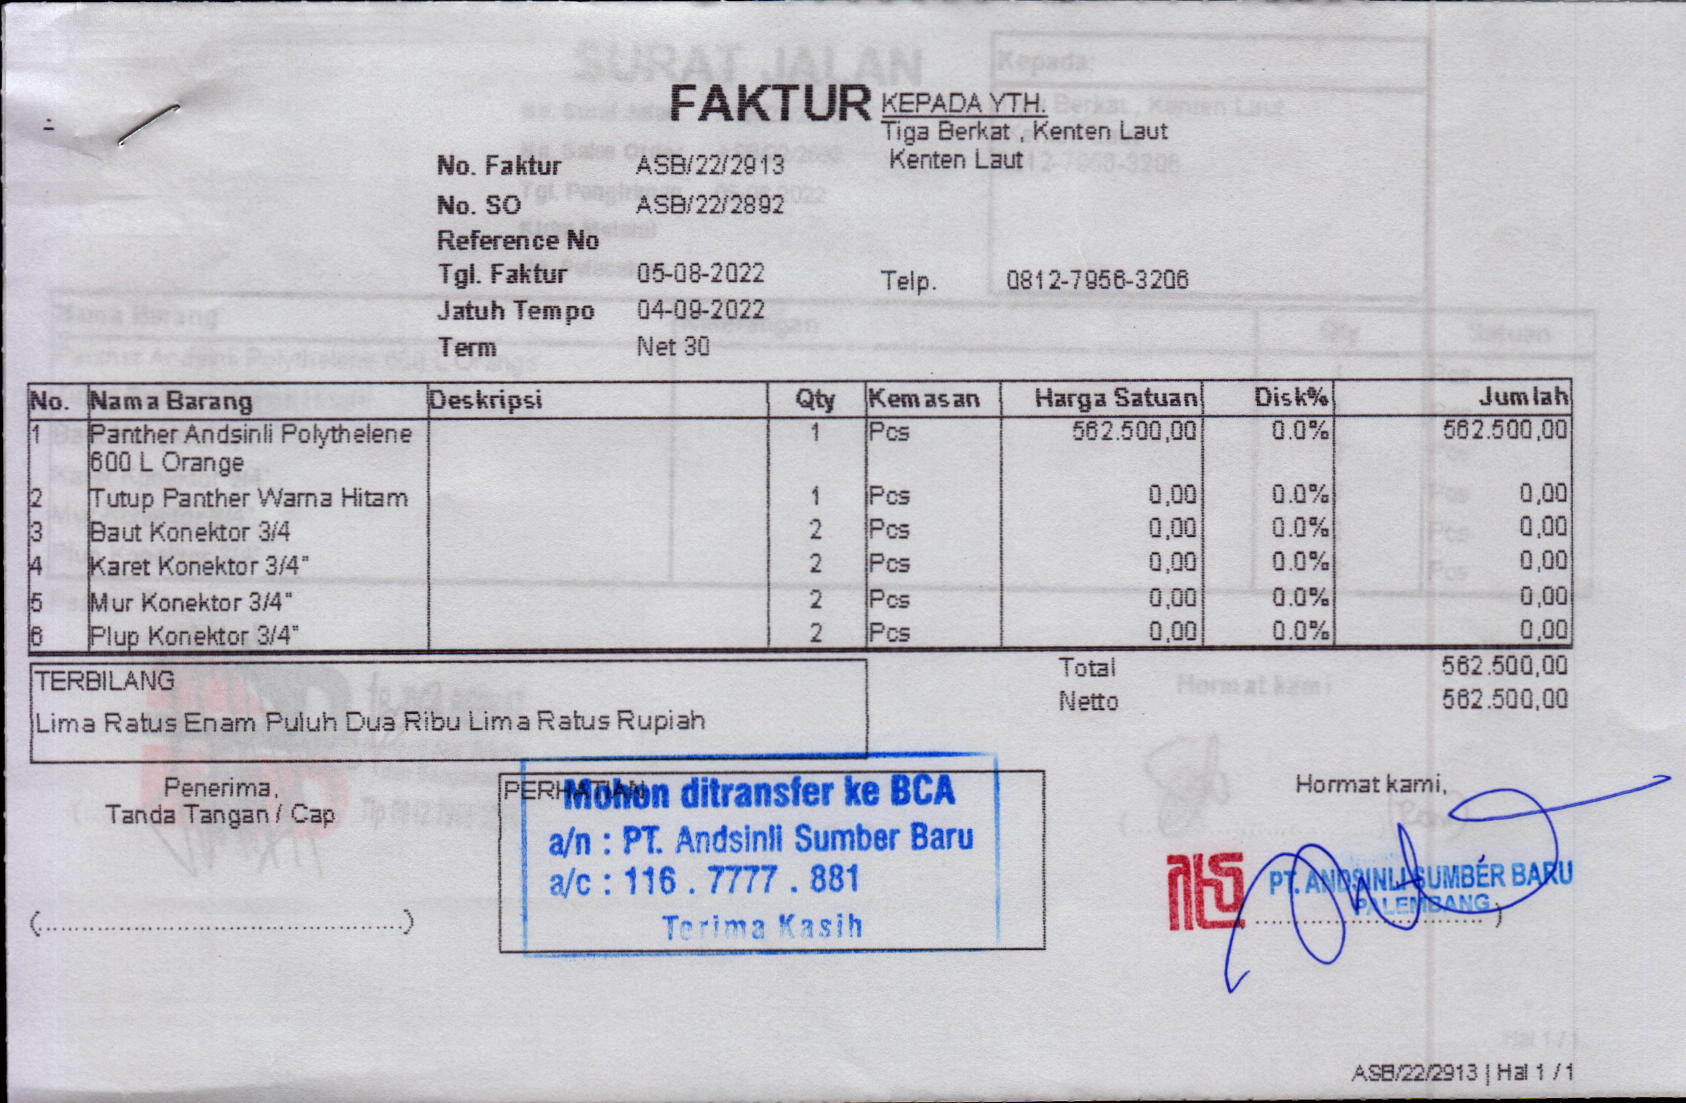 FAKTUR
KEPADA YTH.
Tiga Berkat , Kenten Laut
Kenten Laut
No. Faktur ASB/22/2913
No. SO ASB/22/2892
Reference No
Tgl. Faktur 05-08-2022
Telp. 0812-7956-3206
Jatuh Tempo 04-09-2022
Term Net 30
No. Nama Barang Deskripsi Qty Kemasan Harga Satuan Disk% Jumlah
1 Panther Andsinli Polythelene 1 Pcs 562.500,00 0.0% 562.500,00
600 L Orange
2 Tutup Panther Warna Hitam 1 Pcs 0,00 0.0% 0,00
3 Baut Konektor 3/4 2 Pcs 0,00 0.0% 0,00
4 Karet Konektor 3/4" 2 Pcs 0,00 0.0% 0,00
5 Mur Konektor 3/4" 2 Pcs 0,00 0.0% 0,00
6 Plup Konektor 3/4" 2 Pcs 0,00 0.0% 0,00
TERBILANG
Lima Ratus Enam Puluh Dua Ribu Lima Ratus Rupiah
Total 562.500,00
Netto 562.500,00
Penerima,
Tanda Tangan / Cap
(........................................)
PERHATIAN
Mohon ditransfer ke BCA
a/n : PT. Andsinli Sumber Baru
a/c : 116 . 7777 . 881
Terima Kasih
Hormat kami,
PT. ANDSINLI SUMBER BARU
PALEMBANG
ASB/22/2913 | Hal 1 / 1